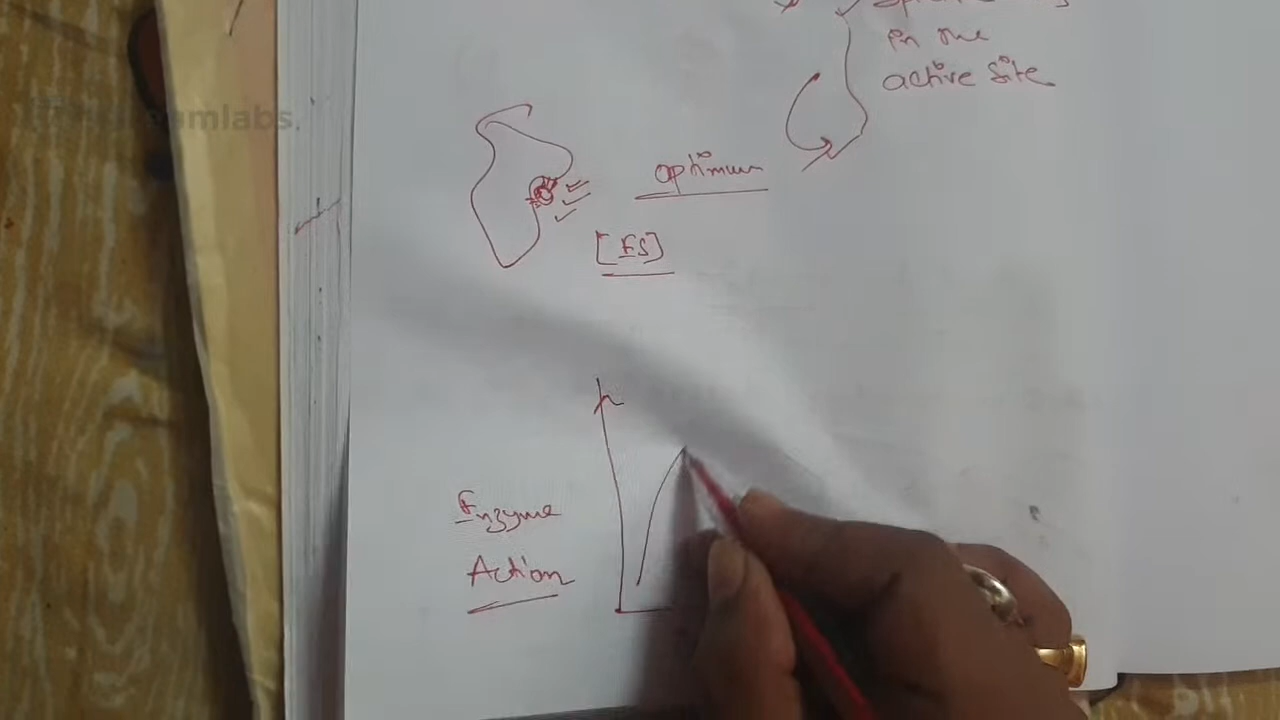 in the
active site
optimum
[ES]
Enzyme
Action